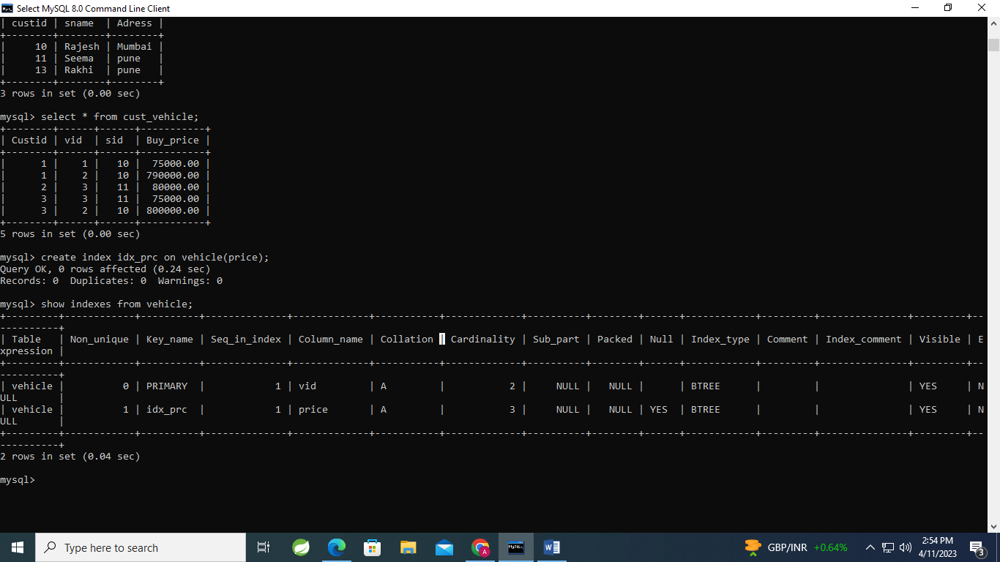 Select MySQL 8.0 Command Line Client
| custid | sname  | Adress |
+--------+--------+--------+
|     10 | Rajesh | Mumbai |
|     11 | Seema  | pune   |
|     13 | Rakhi  | pune   |
+--------+--------+--------+
3 rows in set (0.00 sec)
mysql> select * from cust_vehicle;
+--------+------+------+-----------+
| Custid | vid  | sid  | Buy_price |
+--------+------+------+-----------+
|      1 |    1 |   10 |  75000.00 |
|      1 |    2 |   10 | 790000.00 |
|      2 |    3 |   11 |  80000.00 |
|      3 |    3 |   11 |  75000.00 |
|      3 |    2 |   10 | 800000.00 |
+--------+------+------+-----------+
5 rows in set (0.00 sec)
mysql> create index idx_prc on vehicle(price);
Query OK, 0 rows affected (0.24 sec)
Records: 0  Duplicates: 0  Warnings: 0
mysql> show indexes from vehicle;
+---------+------------+----------+--------------+-------------+-----------+-------------+----------+--------+------+------------+---------+---------------+---------+--
----------+
| Table   | Non_unique | Key_name | Seq_in_index | Column_name | Collation | Cardinality | Sub_part | Packed | Null | Index_type | Comment | Index_comment | Visible | E
xpression |
+---------+------------+----------+--------------+-------------+-----------+-------------+----------+--------+------+------------+---------+---------------+---------+--
----------+
| vehicle |          0 | PRIMARY  |            1 | vid         | A         |           2 |     NULL |   NULL |      | BTREE      |         |               | YES     | N
ULL       |
| vehicle |          1 | idx_prc  |            1 | price       | A         |           3 |     NULL |   NULL | YES  | BTREE      |         |               | YES     | N
ULL       |
+---------+------------+----------+--------------+-------------+-----------+-------------+----------+--------+------+------------+---------+---------------+---------+--
----------+
2 rows in set (0.04 sec)
mysql>
Type here to search
GBP/INR +0.64%
2:54 PM
4/11/2023
3